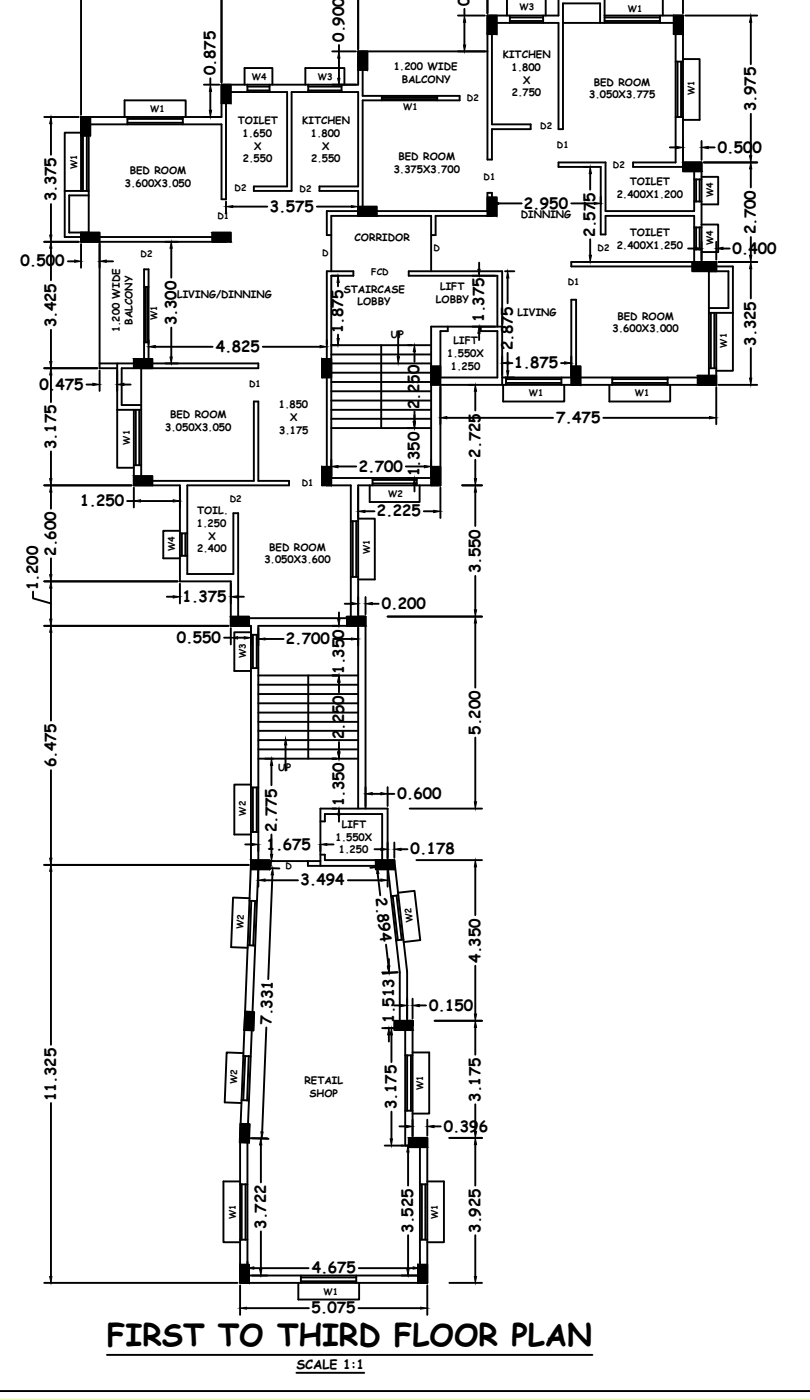 W3
W1
0.900
0.875
KITCHEN
1.800
X
2.750
1.200 WIDE
BALCONY
BED ROOM
3.050X3.775
W1
3.975
W4
W3
D2
W1
W1
TOILET
1.650
X
2.550
KITCHEN
1.800
X
2.550
D2
D1
0.500
3.375
W1
BED ROOM
3.600X3.050
BED ROOM
3.375X3.700
D1
D2
TOILET
2.400X1.200
W4
2.700
D2
D2
D1
3.575
2.950
DINNING
2.575
TOILET
2.400X1.250
D2
W4
0.400
CORRIDOR
D
D
0.500
D2
FCD
3.425
1.200 WIDE
BALCONY
W1
3.300
LIVING/DINNING
STAIRCASE
LOBBY
LIFT
LOBBY
1.375
1.875
D1
LIVING
BED ROOM
3.600X3.000
W1
3.325
UP
2.875
4.825
LIFT
1.550X
1.250
1.875
0.475
D1
2.250
W1
W1
3.175
W1
BED ROOM
3.050X3.050
1.850
X
3.175
7.475
2.725
1.350
2.700
D1
W2
1.250
D2
2.225
2.600
TOIL.
1.250
X
2.400
W4
BED ROOM
3.050X3.600
W1
3.550
1.200
1.375
0.200
0.550
W3
2.700
1.350
6.475
2.250
5.200
UP
1.350
W2
2.775
0.600
LIFT
1.550X
1.250
1.675
0.178
D
3.494
W2
2.894
W2
4.350
7.331
1.513
0.150
11.325
W2
RETAIL
SHOP
3.175
W1
3.175
0.396
W1
3.722
3.525
W1
3.925
4.675
W1
5.075
FIRST TO THIRD FLOOR PLAN
SCALE 1:1